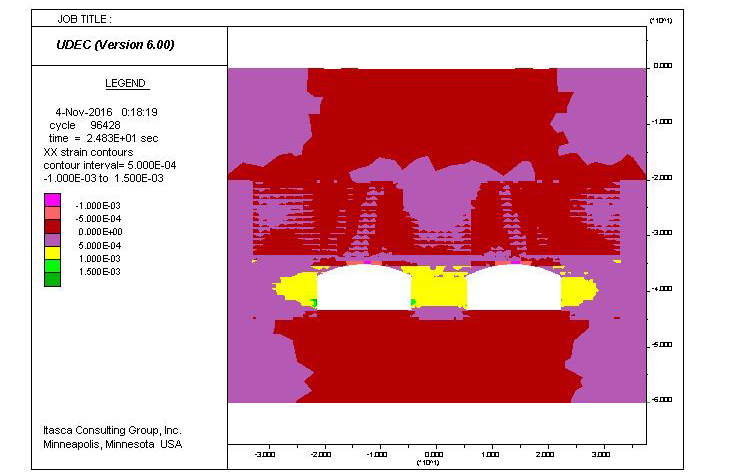 JOB TITLE :
UDEC (Version 6.00)
LEGEND
4-Nov-2016 0:18:19
cycle 96428
time = 2.483E+01 sec
XX strain contours
contour interval= 5.000E-04
-1.000E-03 to 1.500E-03
-1.000E-03
-5.000E-04
0.000E+00
5.000E-04
1.000E-03
1.500E-03
Itasca Consulting Group, Inc.
Minneapolis, Minnesota USA
(*10^1)
0.000
-1.000
-2.000
-3.000
-4.000
-5.000
-6.000
-3.000 -2.000 -1.000 0.000 1.000 2.000 3.000
(*10^1)